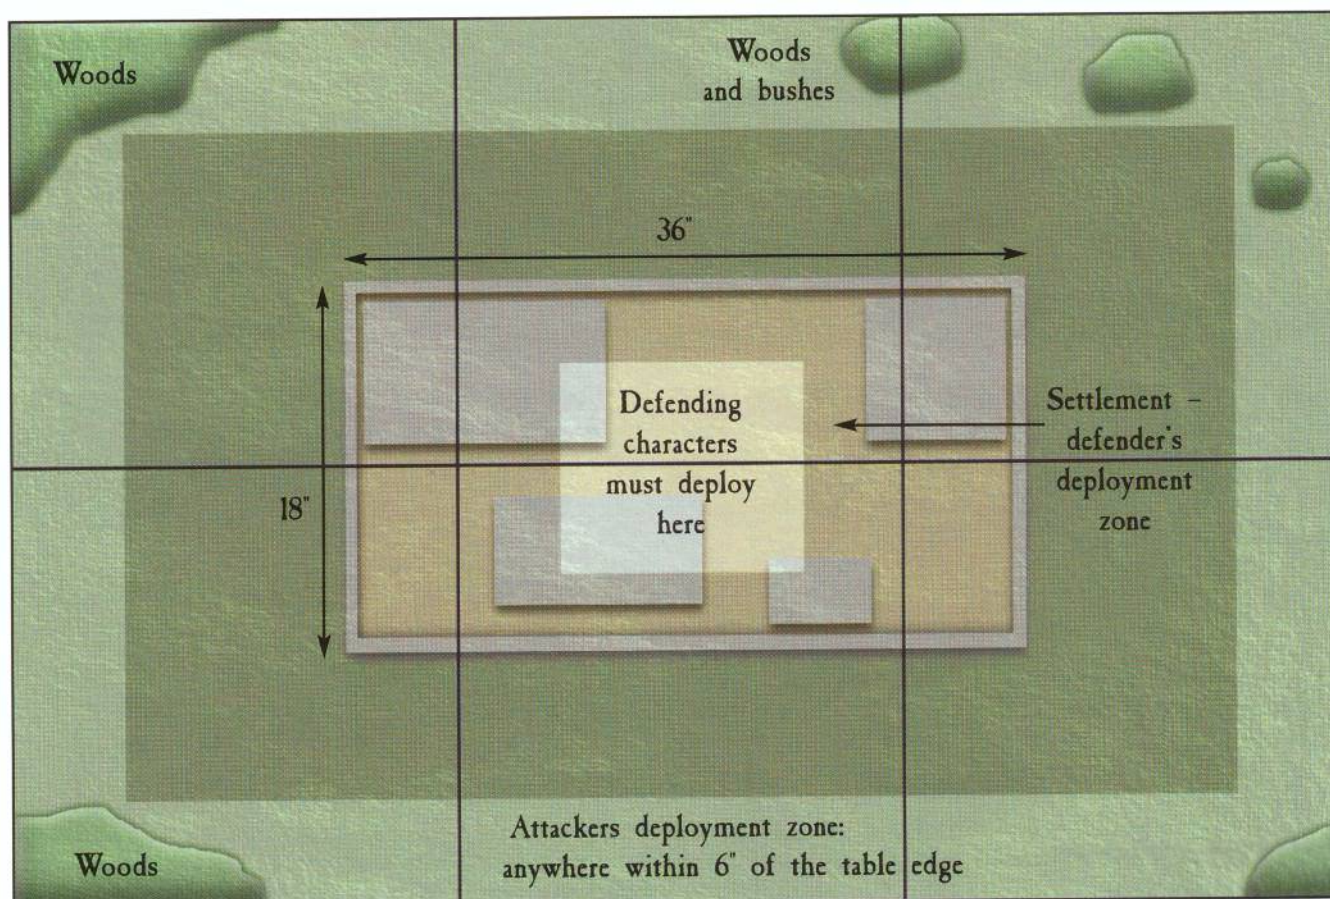 Woods
Woods
and bushes
36"
Defending
characters
must deploy
here
Settlement –
defender's
deployment
zone
18"
Attackers deployment zone:
anywhere within 6" of the table edge
Woods